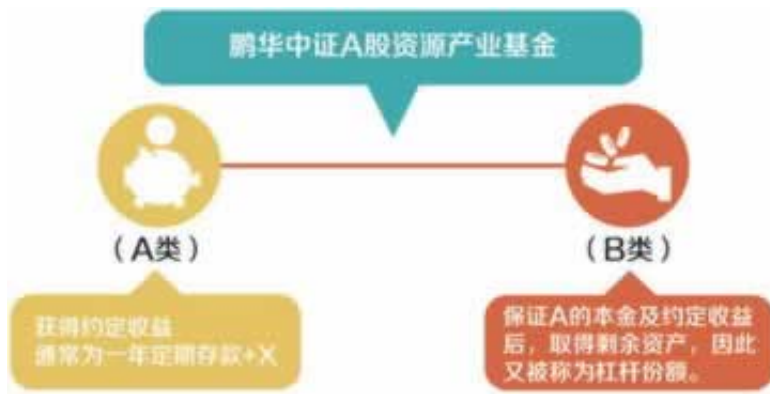 鹏华中证A股资源产业基金
（A类）
（B类）
获得约定收益
通常为一年定期存款+X
保证A的本金及约定收益
后，取得剩余资产，因此
又被称为杠杆份额。